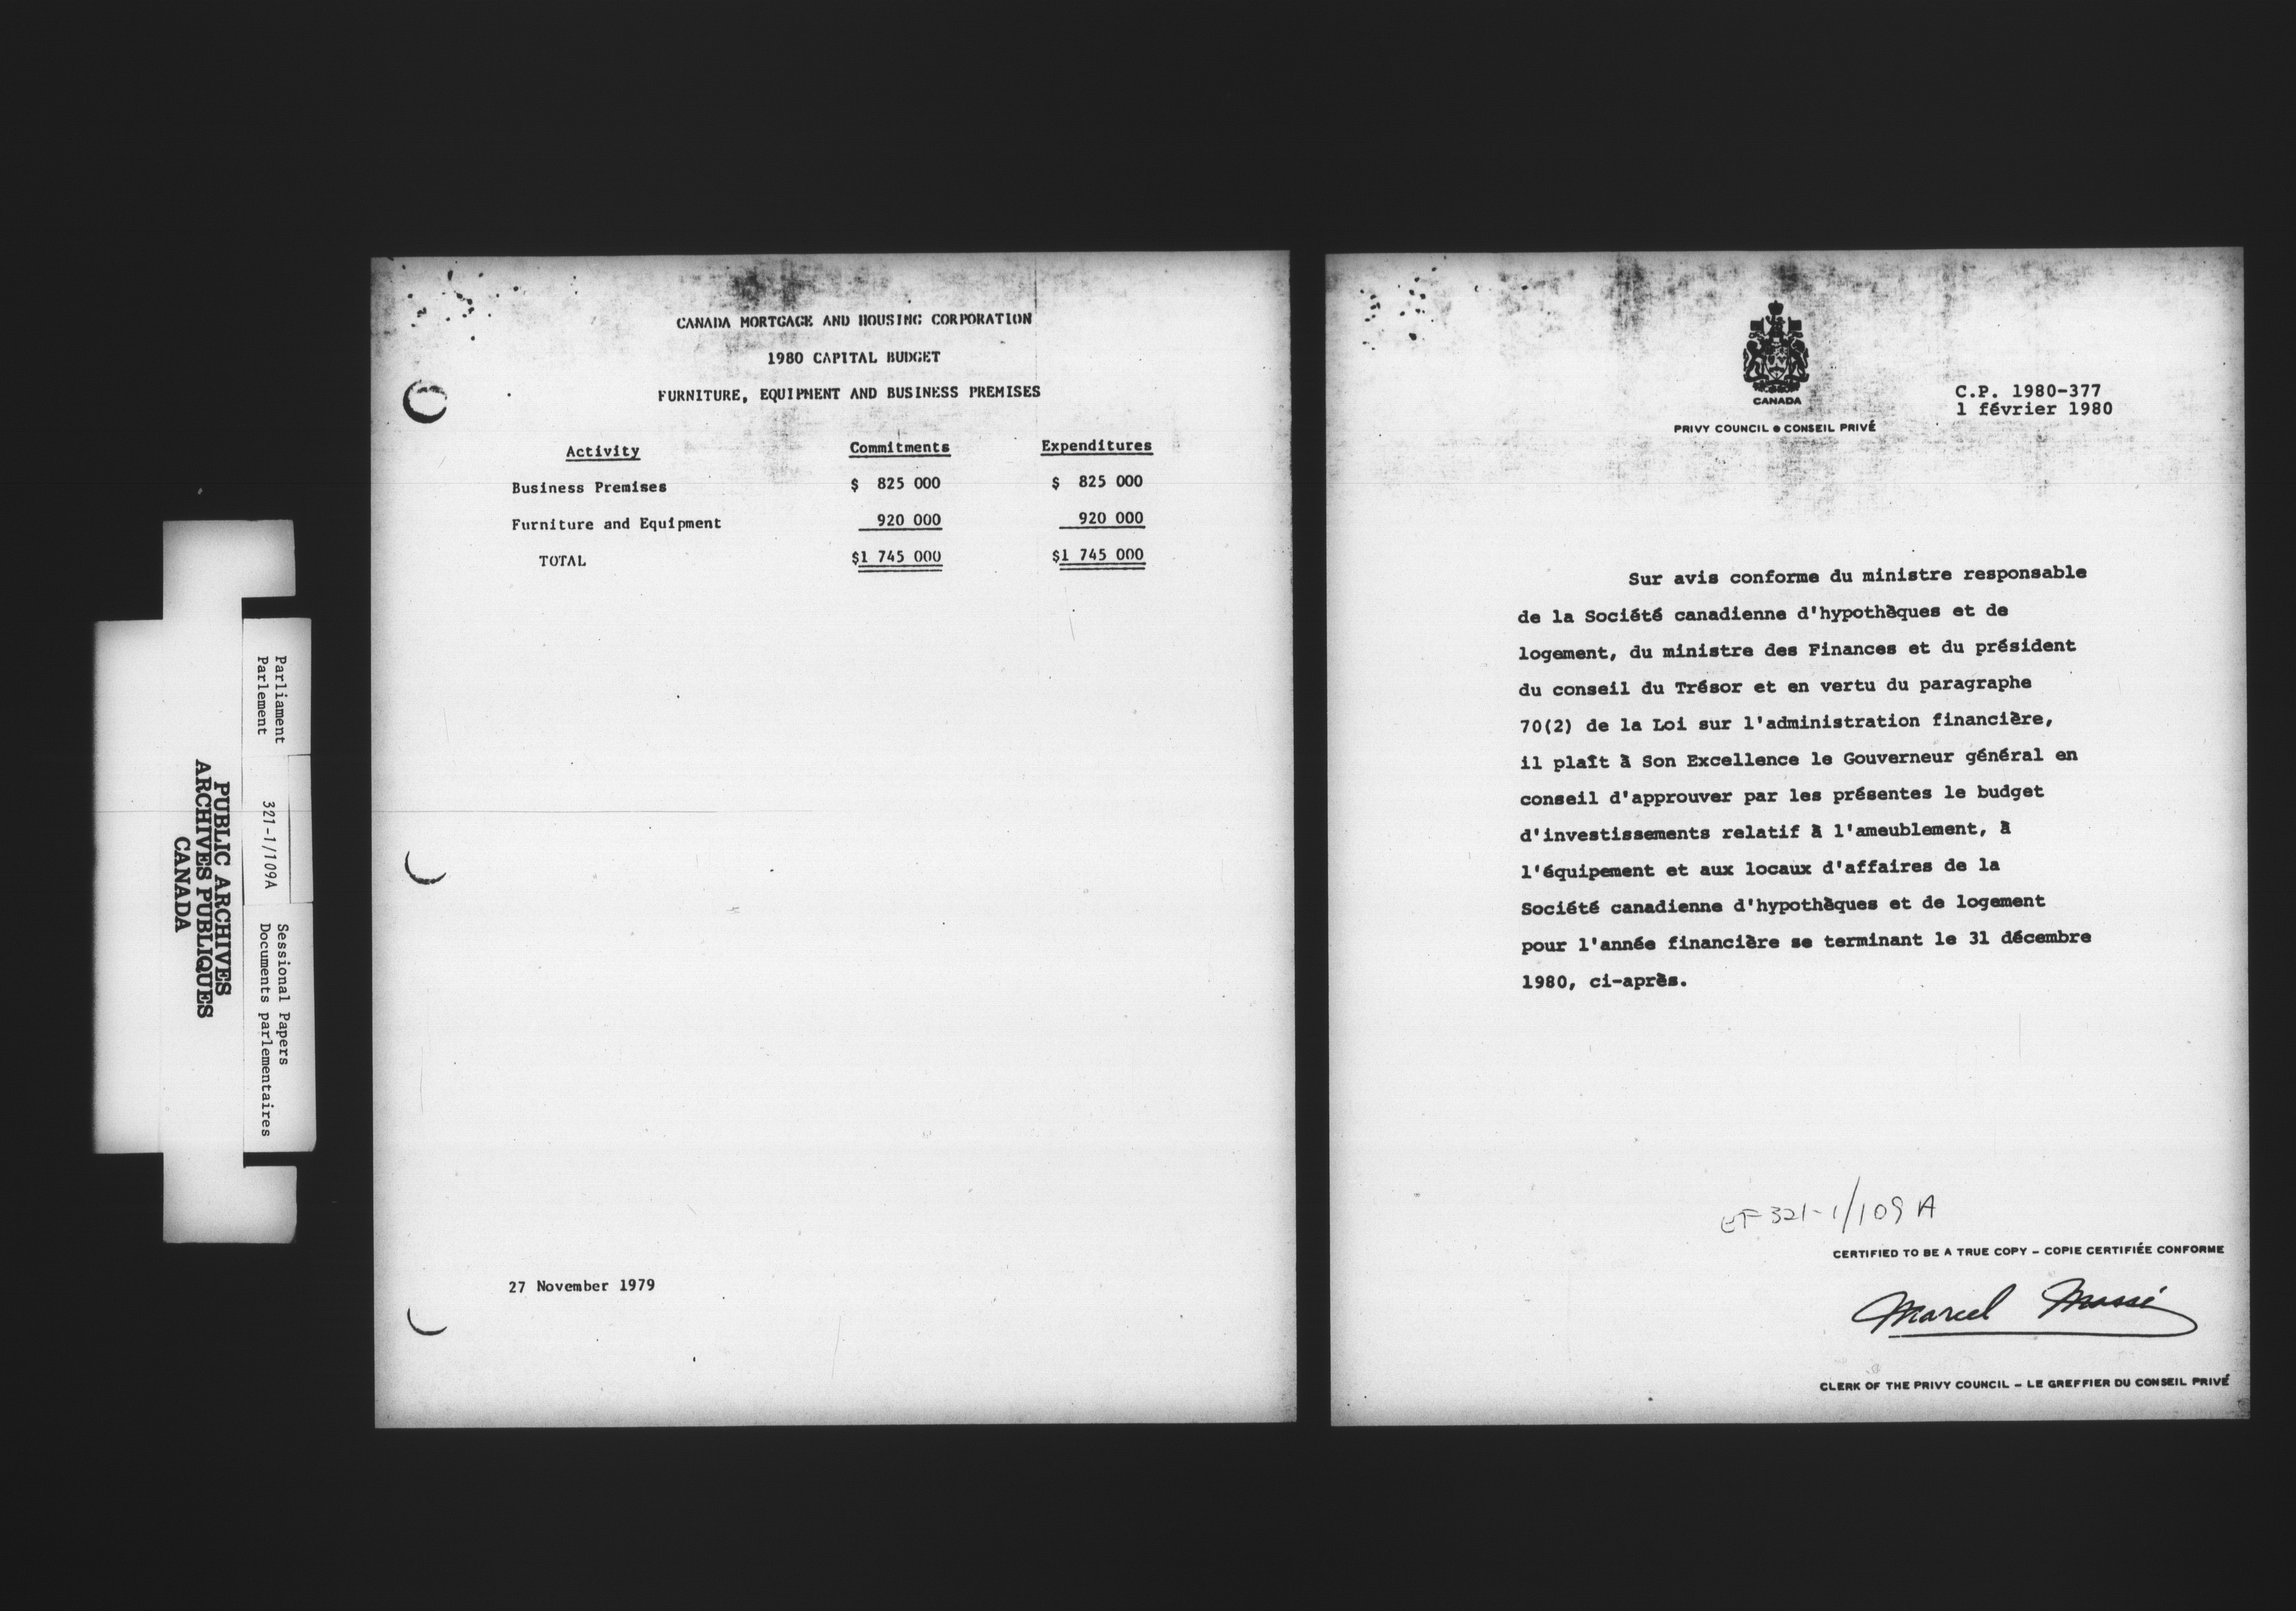 PUBLIC ARCHIVES
ARCHIVES PUBLIQUES
CANADA
Parliament
Parlement
321-1/109A
Sessional Papers
Documents parlementaires
CANADA MORTGAGE AND HOUSING CORPORATION
1980 CAPITAL BUDGET
FURNITURE, EQUIPMENT AND BUSINESS PREMISES
Activity Commitments Expenditures
Business Premises $ 825 000 $ 825 000
Furniture and Equipment 920 000 920 000
TOTAL $1 745 000 $1 745 000
27 November 1979
CANADA
PRIVY COUNCIL • CONSEIL PRIVÉ
C.P. 1980-377
1 février 1980
Sur avis conforme du ministre responsable
de la Société canadienne d'hypothèques et de
logement, du ministre des Finances et du président
du conseil du Trésor et en vertu du paragraphe
70(2) de la Loi sur l'administration financière,
il plaît à Son Excellence le Gouverneur général en
conseil d'approuver par les présentes le budget
d'investissements relatif à l'ameublement, à
l'équipement et aux locaux d'affaires de la
Société canadienne d'hypothèques et de logement
pour l'année financière se terminant le 31 décembre
1980, ci-après.
EF 321-1/109 A
CERTIFIED TO BE A TRUE COPY – COPIE CERTIFIÉE CONFORME
Marcel Massé
CLERK OF THE PRIVY COUNCIL – LE GREFFIER DU CONSEIL PRIVÉ